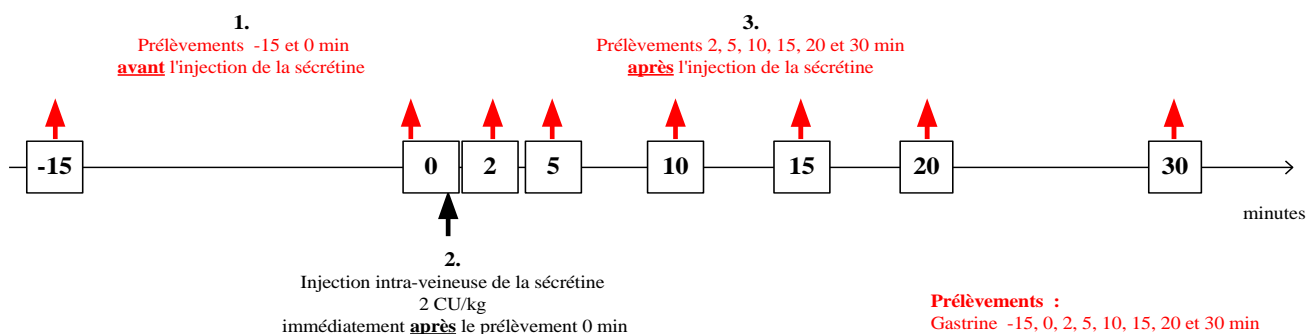 1.
Prélèvements -15 et 0 min
avant l'injection de la sécrétine
3.
Prélèvements 2, 5, 10, 15, 20 et 30 min
après l'injection de la sécrétine
-15
0
2
5
10
15
20
30
minutes
2.
Injection intra-veineuse de la sécrétine
2 CU/kg
immédiatement après le prélèvement 0 min
Prélèvements :
Gastrine -15, 0, 2, 5, 10, 15, 20 et 30 min